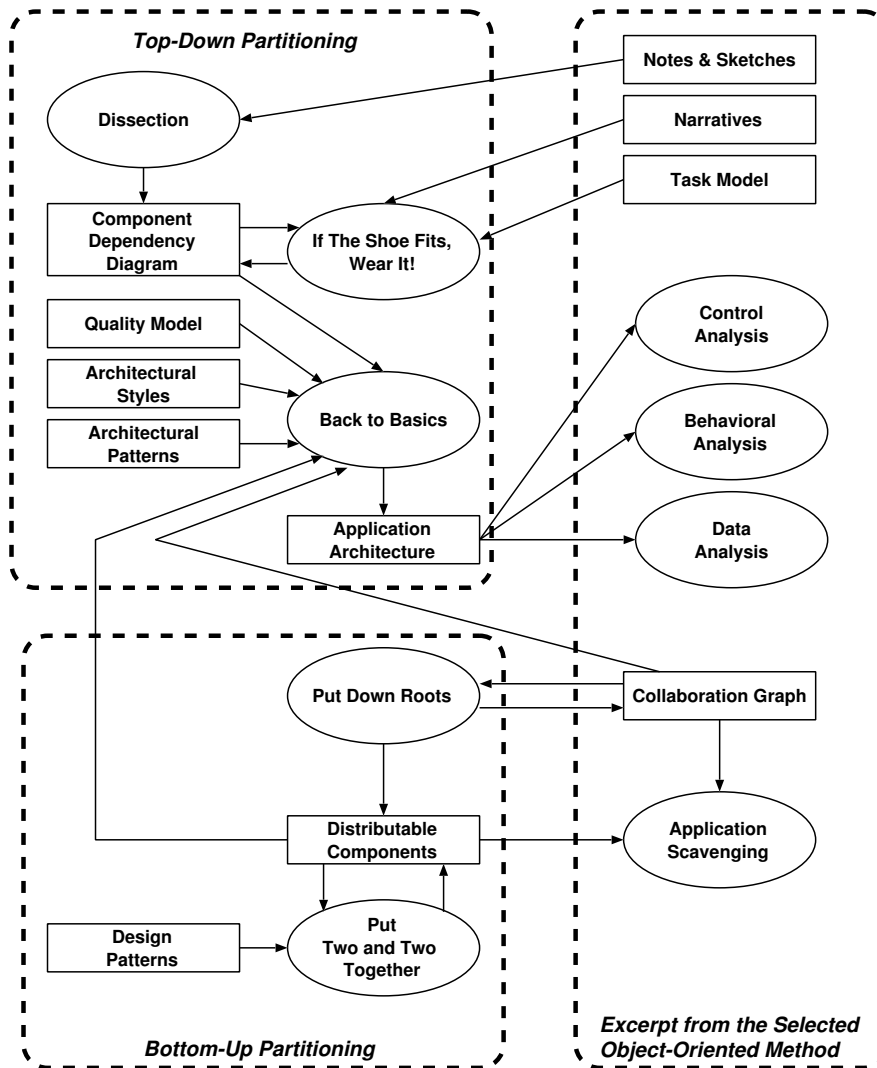 Top-Down Partitioning
Notes & Sketches
Dissection
Narratives
Task Model
Component
Dependency
Diagram
If The Shoe Fits,
Wear It!
Quality Model
Control
Analysis
Architectural
Styles
Back to Basics
Architectural
Patterns
Behavioral
Analysis
Application
Architecture
Data
Analysis
Put Down Roots
Collaboration Graph
Distributable
Components
Application
Scavenging
Design
Patterns
Put
Two and Two
Together
Bottom-Up Partitioning
Excerpt from the Selected
Object-Oriented Method